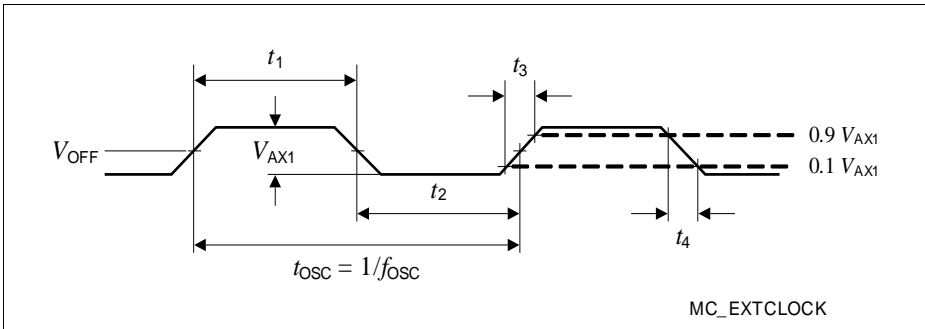 t1
t3
VOFF
VAX1
0.9 VAX1
0.1 VAX1
t2
t4
tOSC = 1/fOSC
MC_EXTCLOCK